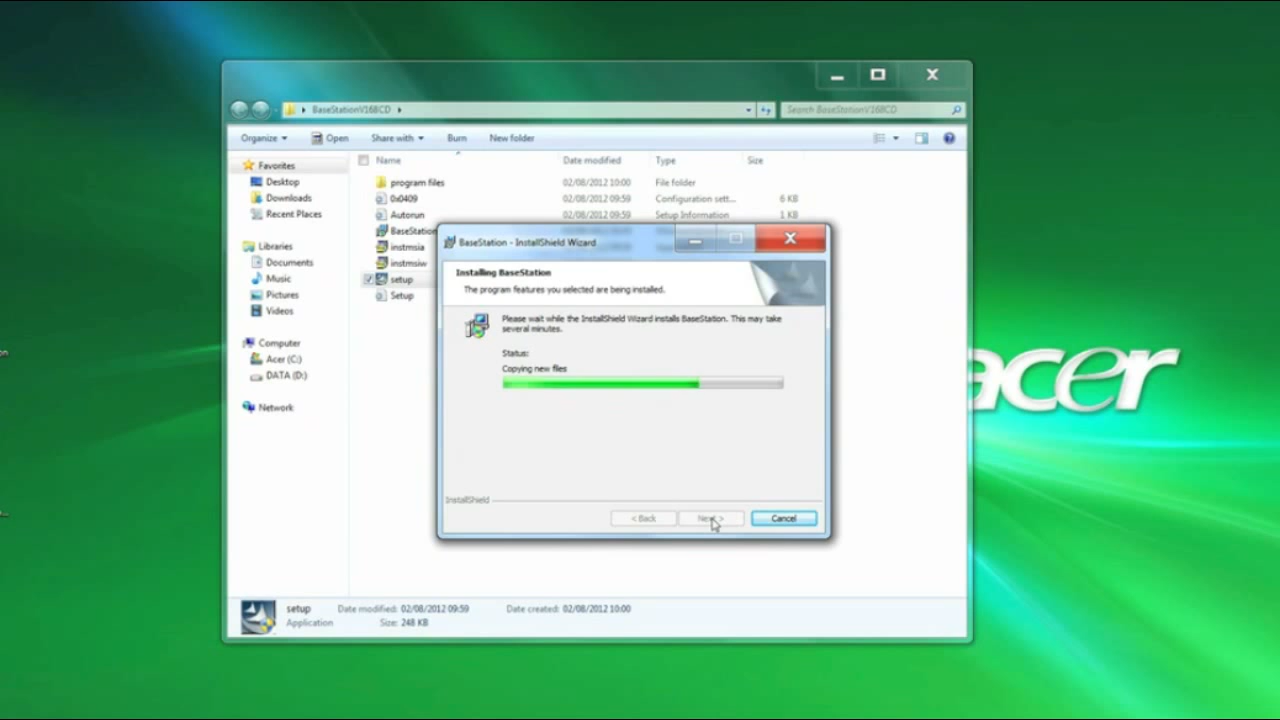 BaseStationV168CD
Search BaseStationV168CD
Organize Open Share with Burn New folder
Name Date modified Type Size
Favorites
Desktop
Downloads
Recent Places
Libraries
Documents
Music
Pictures
Videos
Computer
Acer (C:)
DATA (D:)
Network
program files 02/08/2012 10:00 File folder
0x0409 02/08/2012 09:59 Configuration sett... 6 KB
Autorun 02/08/2012 09:59 Setup Information 1 KB
BaseStation
instmsia
instmsiw
setup
Setup
BaseStation - InstallShield Wizard
Installing BaseStation
The program features you selected are being installed.
Please wait while the InstallShield Wizard installs BaseStation. This may take
several minutes.
Status:
Copying new files
InstallShield
< Back Next > Cancel
acer
setup Date modified: 02/08/2012 09:59 Date created: 02/08/2012 10:00
Application Size: 248 KB